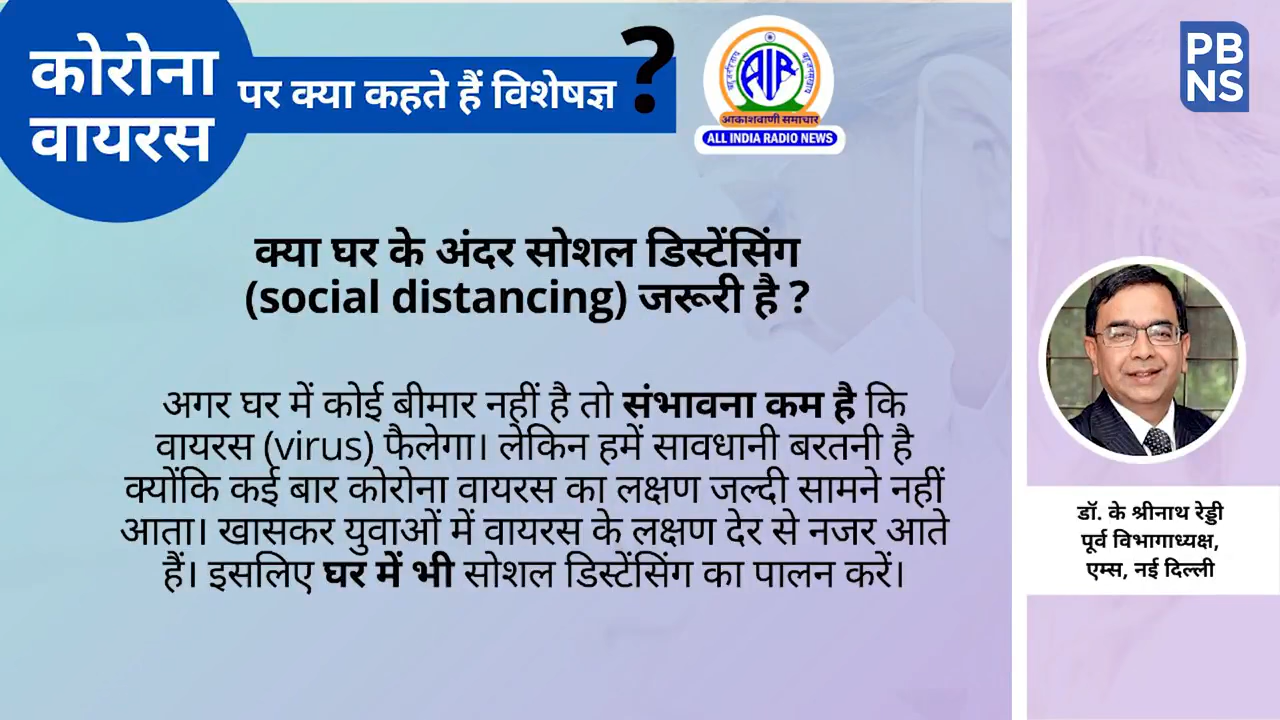 कोरोना
वायरस
पर क्या कहते हैं विशेषज्ञ ?
आकाशवाणी समाचार
ALL INDIA RADIO NEWS
AIR
PB
NS
क्या घर के अंदर सोशल डिस्टेंसिंग
(social distancing) जरूरी है ?
अगर घर में कोई बीमार नहीं है तो संभावना कम है कि
वायरस (virus) फैलेगा। लेकिन हमें सावधानी बरतनी है
क्योंकि कई बार कोरोना वायरस का लक्षण जल्दी सामने नहीं
आता। खासकर युवाओं में वायरस के लक्षण देर से नजर आते
हैं। इसलिए घर में भी सोशल डिस्टेंसिंग का पालन करें।
डॉ. के श्रीनाथ रेड्डी
पूर्व विभागाध्यक्ष,
एम्स, नई दिल्ली